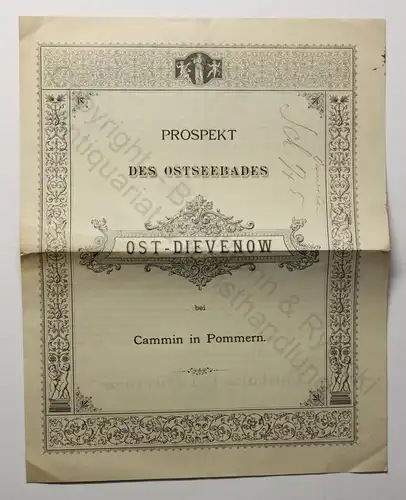 PROSPEKT
DES OSTSEEBADES
OST-DIEVENOW
bei
Cammin in Pommern.